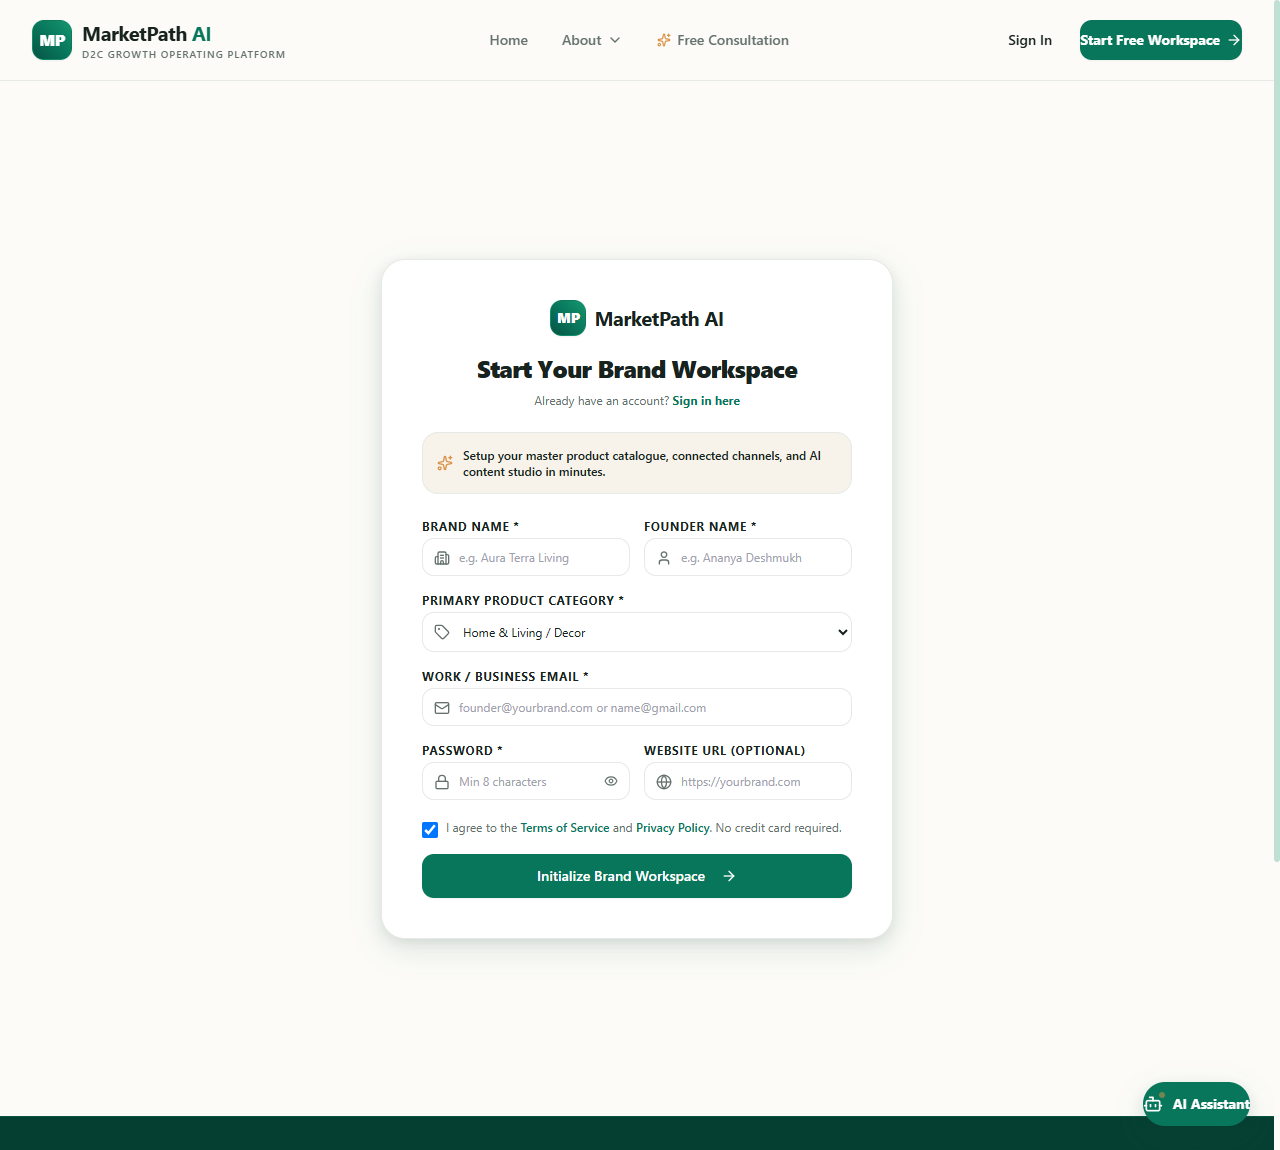 MP
MarketPath AI
D2C GROWTH OPERATING PLATFORM
Home
About
Free Consultation
Sign In
Start Free Workspace
MP
MarketPath AI
Start Your Brand Workspace
Already have an account? Sign in here
Setup your master product catalogue, connected channels, and AI
content studio in minutes.
BRAND NAME *
FOUNDER NAME *
e.g. Aura Terra Living
e.g. Ananya Deshmukh
PRIMARY PRODUCT CATEGORY *
Home & Living / Decor
WORK / BUSINESS EMAIL *
founder@yourbrand.com or name@gmail.com
PASSWORD *
WEBSITE URL (OPTIONAL)
Min 8 characters
https://yourbrand.com
I agree to the Terms of Service and Privacy Policy. No credit card required.
Initialize Brand Workspace
AI Assistant